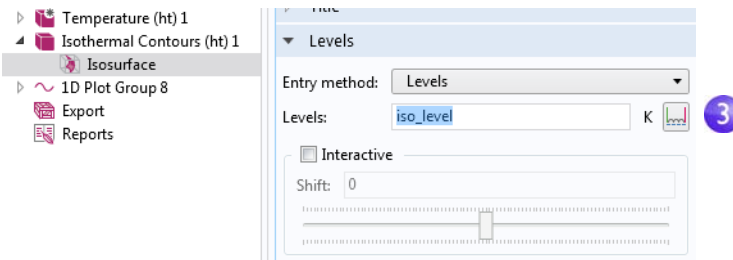 Temperature (ht) 1
Isothermal Contours (ht) 1
Isosurface
1D Plot Group 8
Export
Reports
Title
Levels
Entry method: Levels
Levels: iso_level K
3
Interactive
Shift: 0